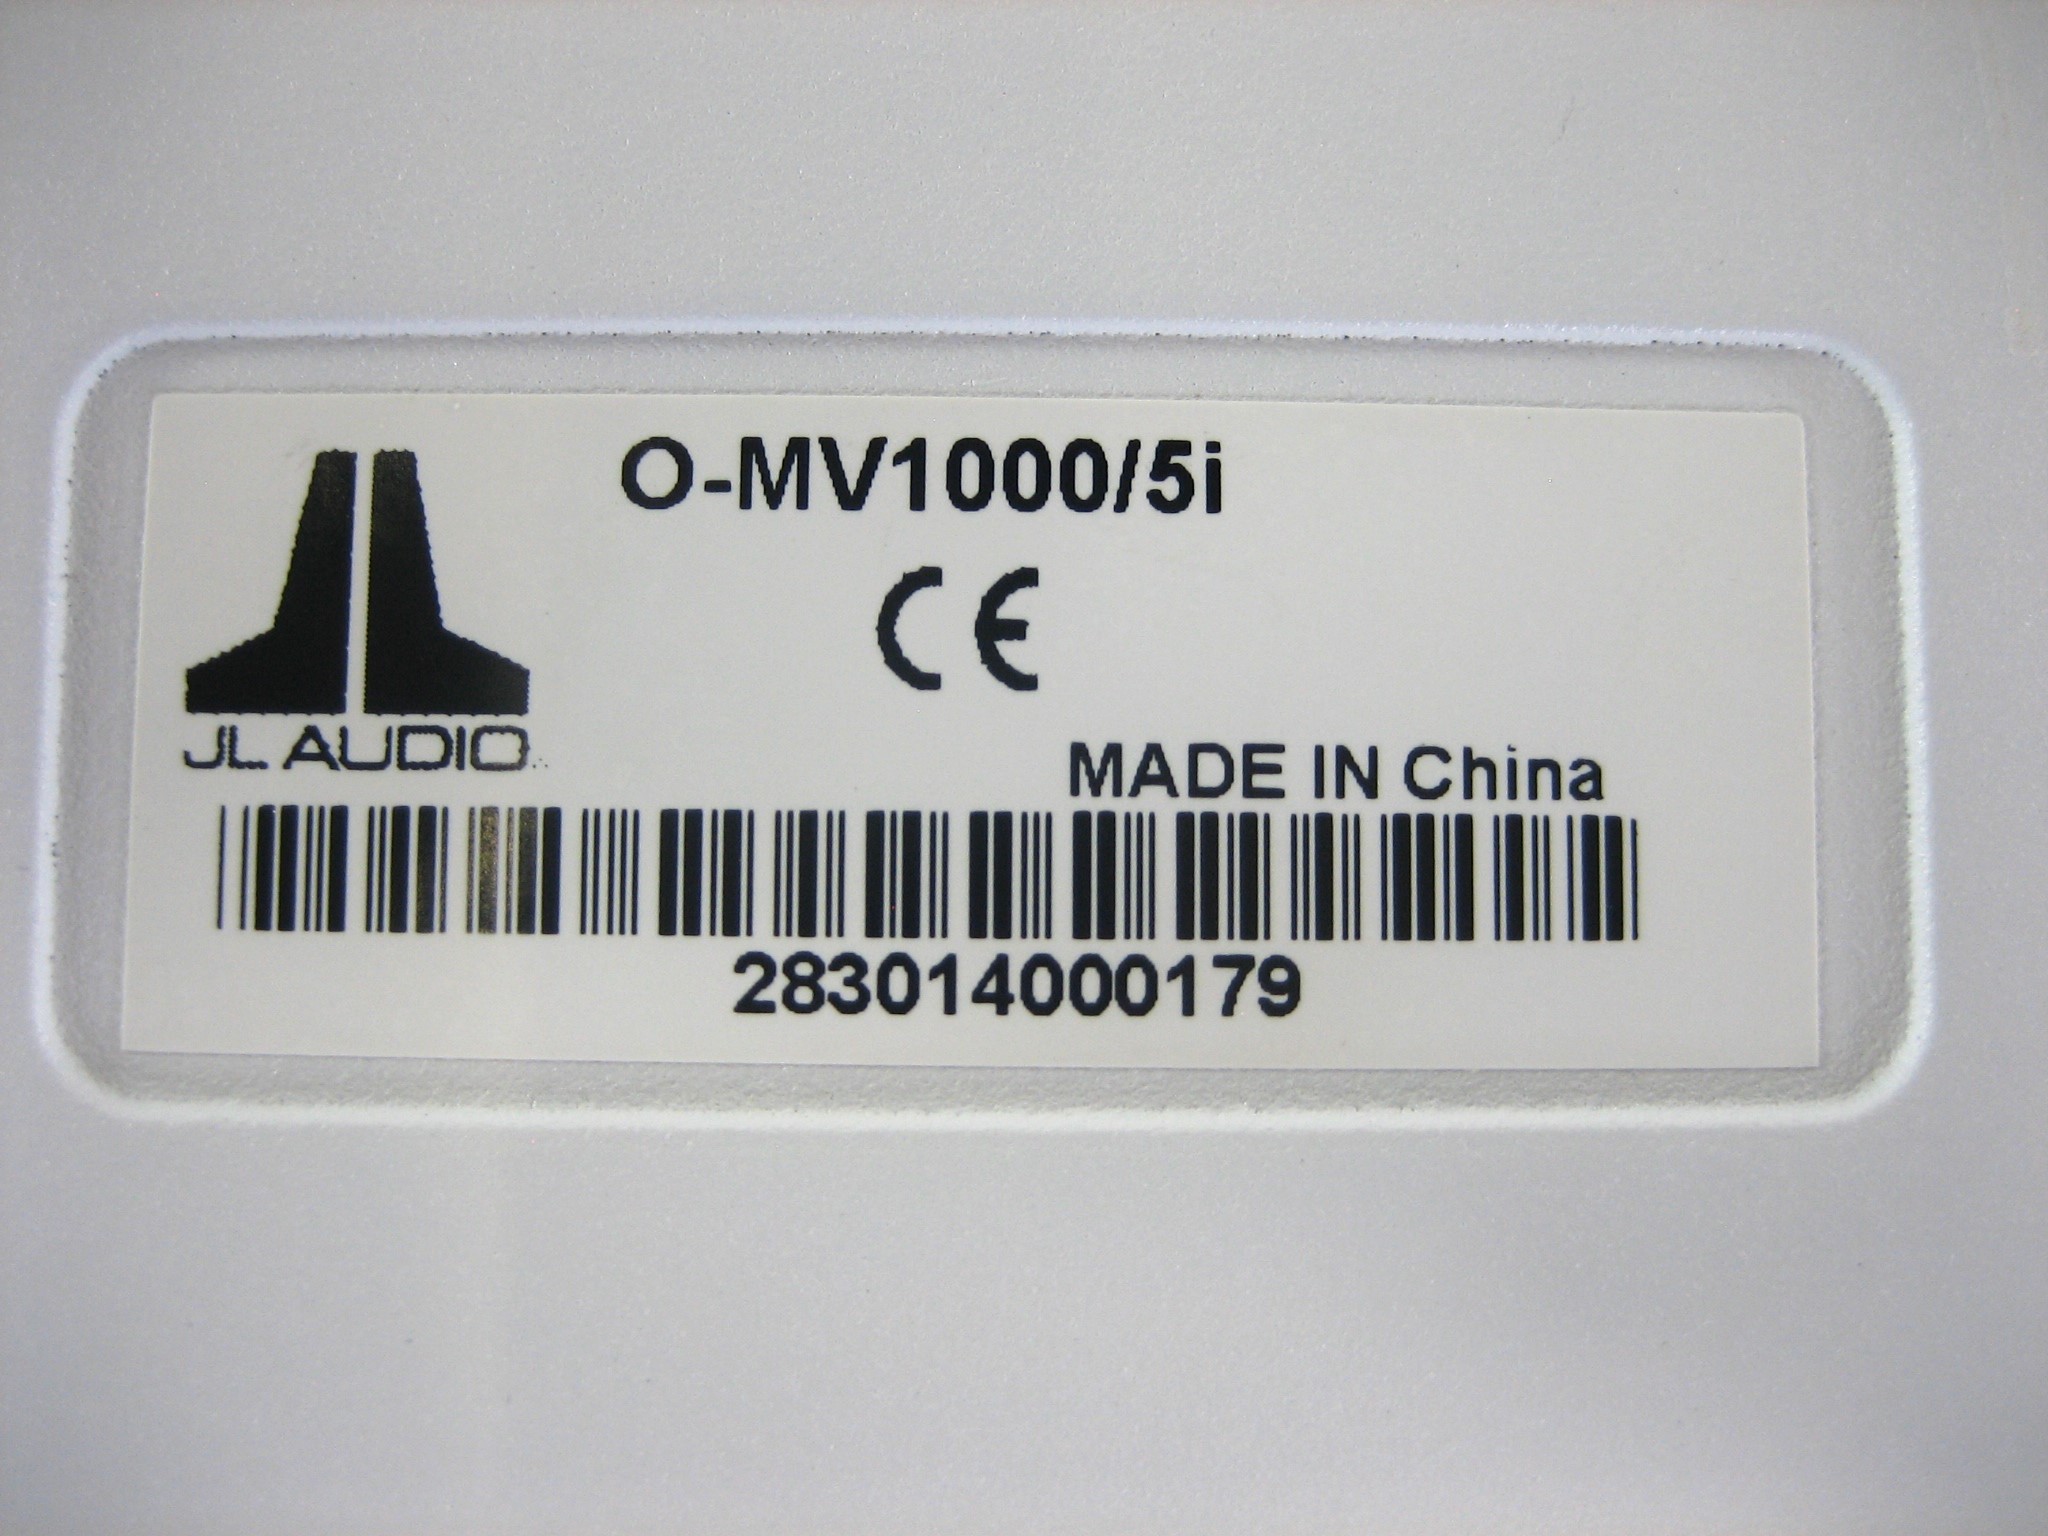 O-MV1000/5i
CE
JL AUDIO
MADE IN China
283014000179